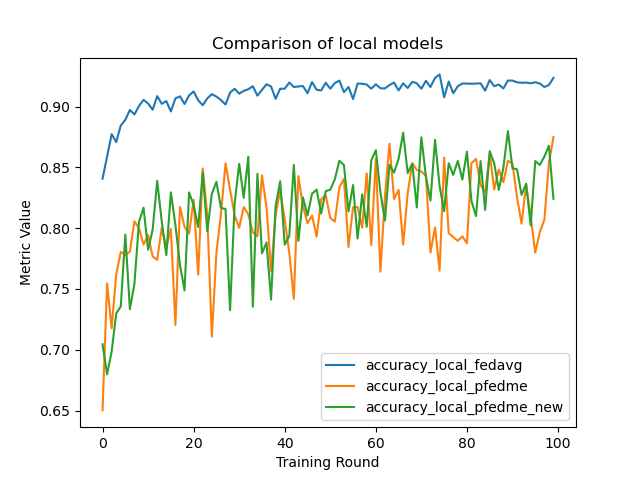 Comparison of local models
Metric Value
0.90
0.85
0.80
0.75
0.70
0.65
accuracy_local_fedavg
accuracy_local_pfedme
accuracy_local_pfedme_new
0 20 40 60 80 100
Training Round